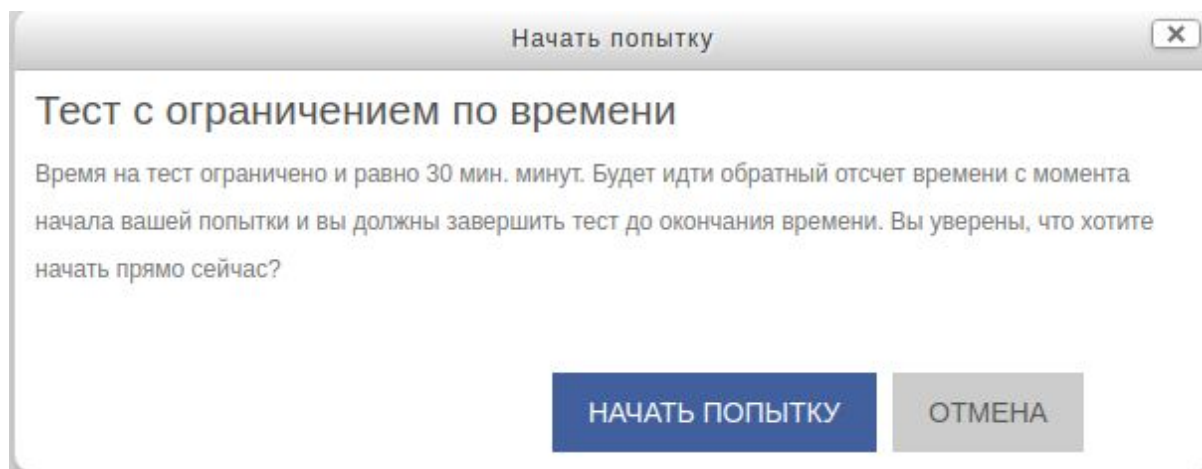 Начать попытку
Тест с ограничением по времени
Время на тест ограничено и равно 30 мин. минут. Будет идти обратный отсчет времени с момента
начала вашей попытки и вы должны завершить тест до окончания времени. Вы уверены, что хотите
начать прямо сейчас?
НАЧАТЬ ПОПЫТКУ ОТМЕНА